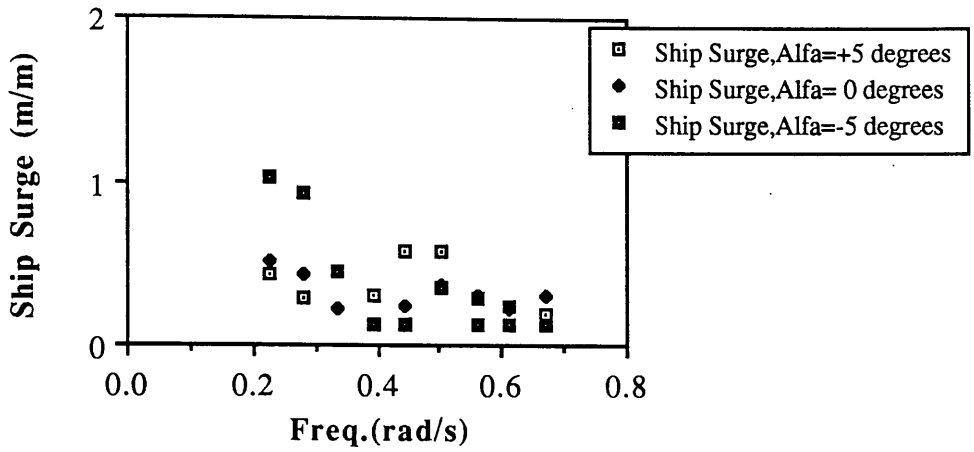 2
1
0
0.0
0.2
0.4
0.6
0.8
Ship Surge (m/m)
Freq.(rad/s)
Ship Surge,Alfa=+5 degrees
Ship Surge,Alfa= 0 degrees
Ship Surge,Alfa=-5 degrees